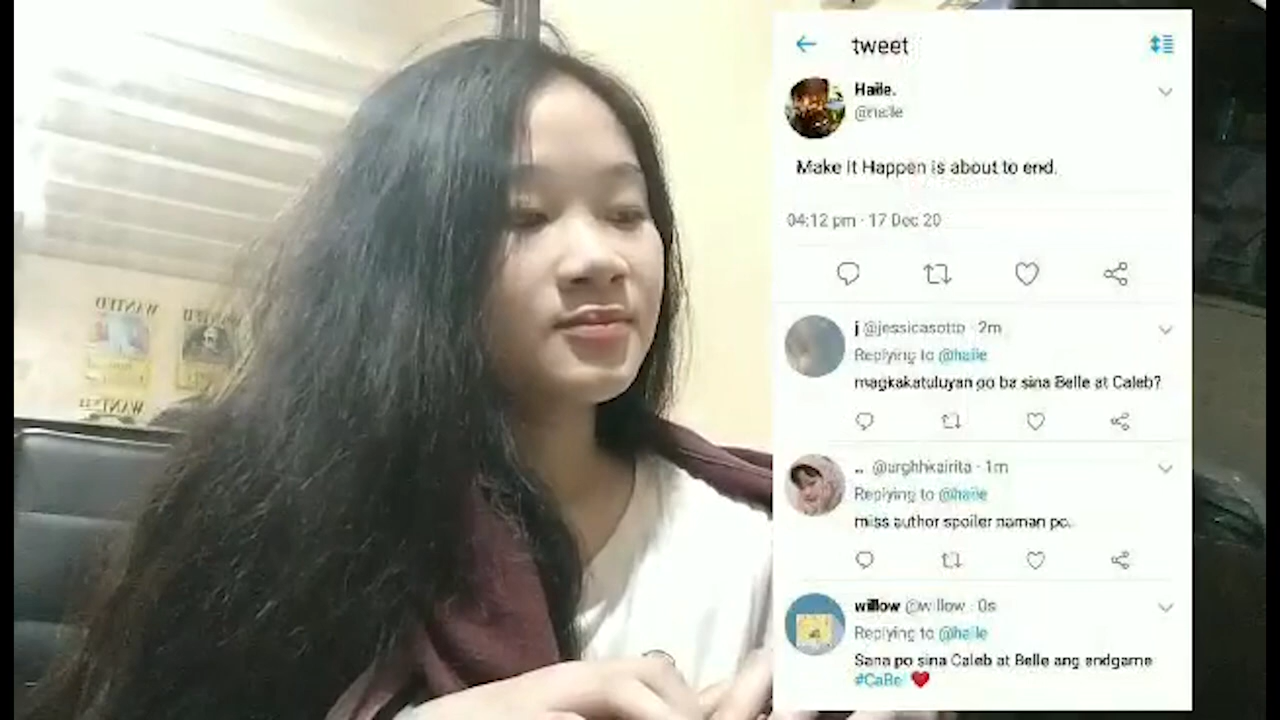 tweet
Haile.
@haile
Make It Happen is about to end.
04:12 pm · 17 Dec 20
j @jessicasotto · 2m
Replying to @haile
magkakatuluyan po ba sina Belle at Caleb?
.. @urghhkairita · 1m
Replying to @haile
miss author spoiler naman po..
willow @willow · 0s
Replying to @haile
Sana po sina Caleb at Belle ang endgame
#CaBel ❤️
WANTED
WANTED
WANTED